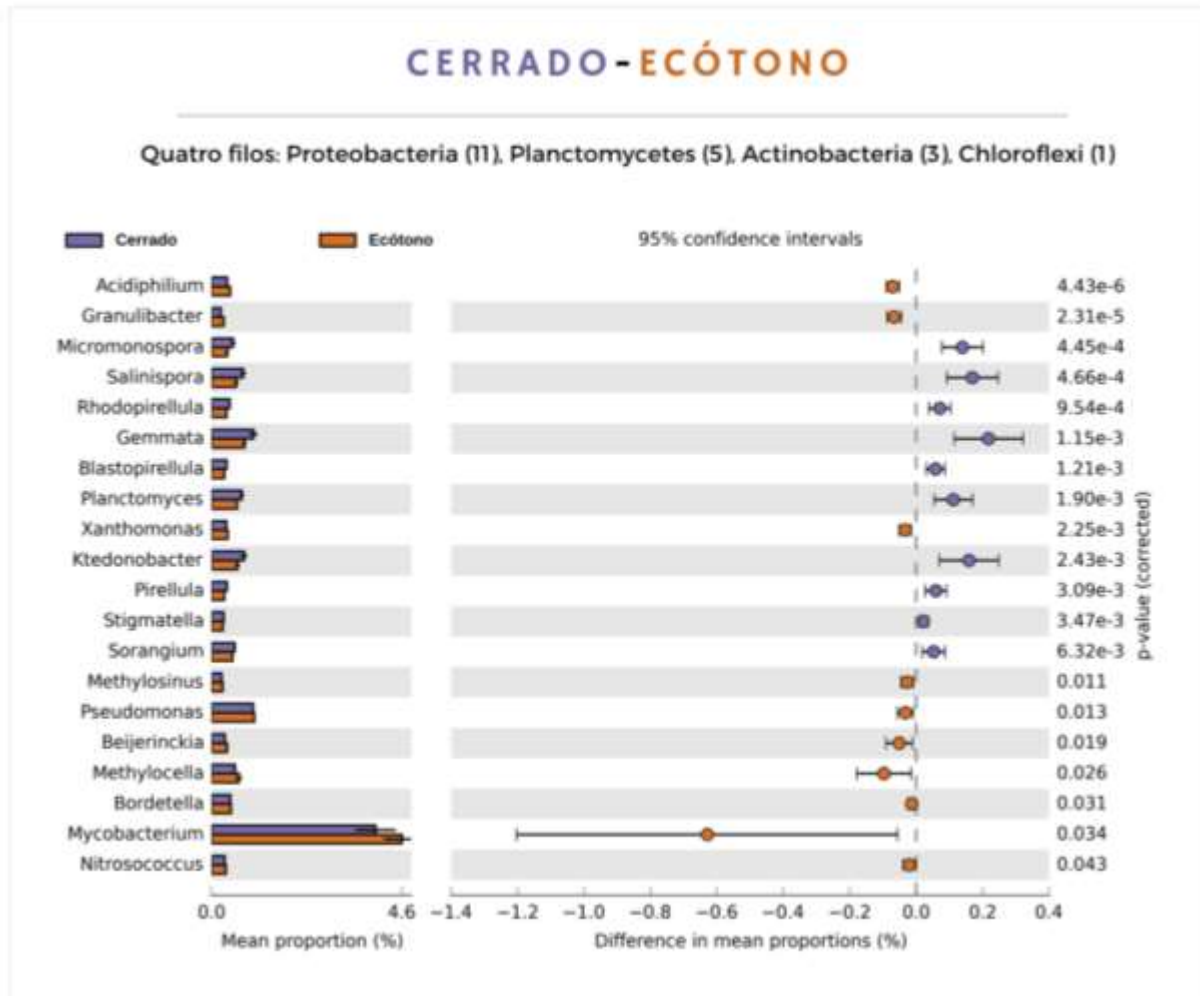 CERRADO-ECÓTONO
Quatro filos: Proteobacteria (11), Planctomycetes (5), Actinobacteria (3), Chloroflexi (1)
Cerrado Ecótono 95% confidence intervals
Acidiphilium 4.43e-6
Granulibacter 2.31e-5
Micromonospora 4.45e-4
Salinispora 4.66e-4
Rhodopirellula 9.54e-4
Gemmata 1.15e-3
Blastopirellula 1.21e-3
Planctomyces 1.90e-3
Xanthomonas 2.25e-3
Ktedonobacter 2.43e-3
Pirellula 3.09e-3
Stigmatella 3.47e-3
Sorangium 6.32e-3
Methylosinus 0.011
Pseudomonas 0.013
Beijerinckia 0.019
Methylocella 0.026
Bordetella 0.031
Mycobacterium 0.034
Nitrosococcus 0.043
p-value (corrected)
0.0 4.6 −1.4 −1.2 −1.0 −0.8 −0.6 −0.4 −0.2 0.0 0.2 0.4
Mean proportion (%) Difference in mean proportions (%)